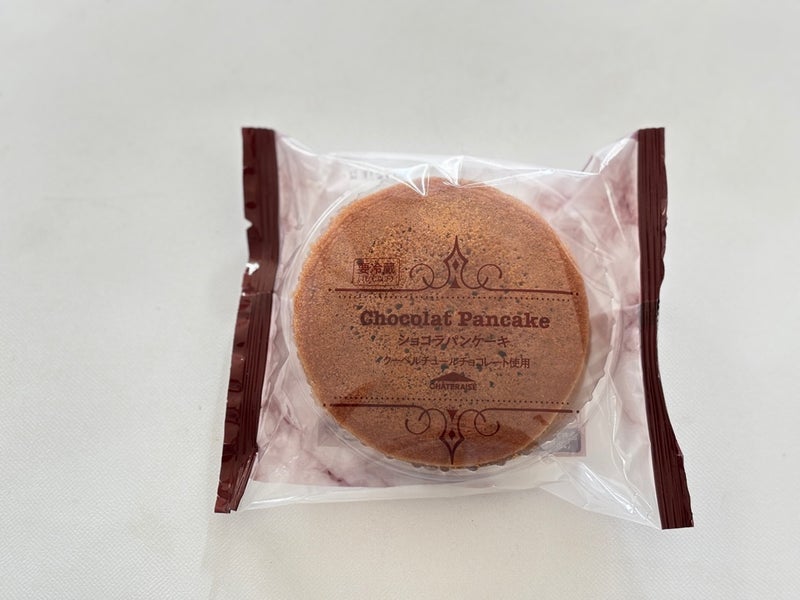 要冷蔵
Chocolat Pancake
ショコラパンケーキ
クーベルチュールチョコレート使用
CHATERAISE